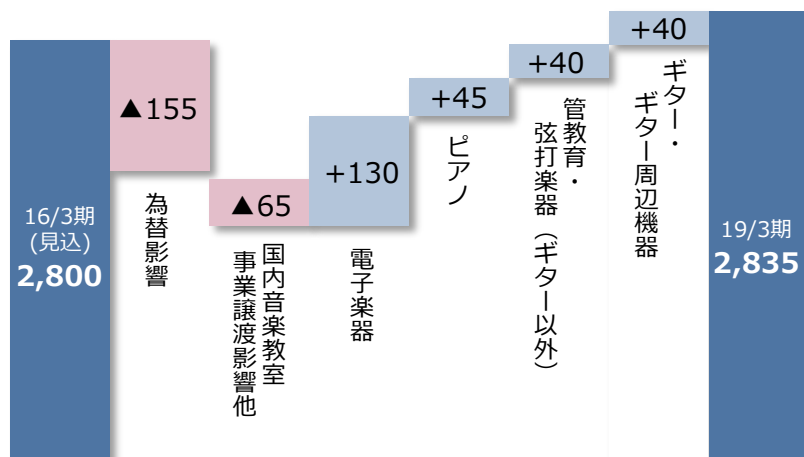 16/3期
(見込)
2,800
▲155
為替影響
▲65
国内音楽教室
事業譲渡影響他
+130
電子楽器
+45
ピアノ
+40
管教育・
弦打楽器（ギター以外）
+40
ギター・
ギター周辺機器
19/3期
2,835